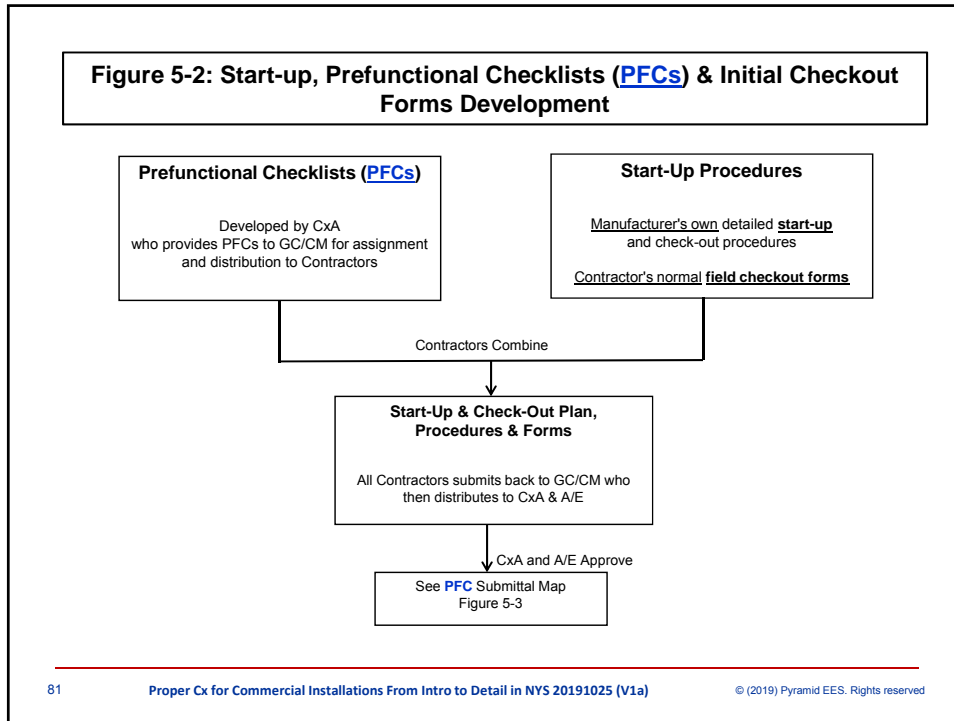 Figure 5-2: Start-up, Prefunctional Checklists (PFCs) & Initial Checkout
Forms Development
Prefunctional Checklists (PFCs)
Developed by CxA
who provides PFCs to GC/CM for assignment
and distribution to Contractors
Start-Up Procedures
Manufacturer's own detailed start-up
and check-out procedures
Contractor's normal field checkout forms
Contractors Combine
Start-Up & Check-Out Plan,
Procedures & Forms
All Contractors submits back to GC/CM who
then distributes to CxA & A/E
CxA and A/E Approve
See PFC Submittal Map
Figure 5-3
81
Proper Cx for Commercial Installations From Intro to Detail in NYS 20191025 (V1a)
© (2019) Pyramid EES. Rights reserved